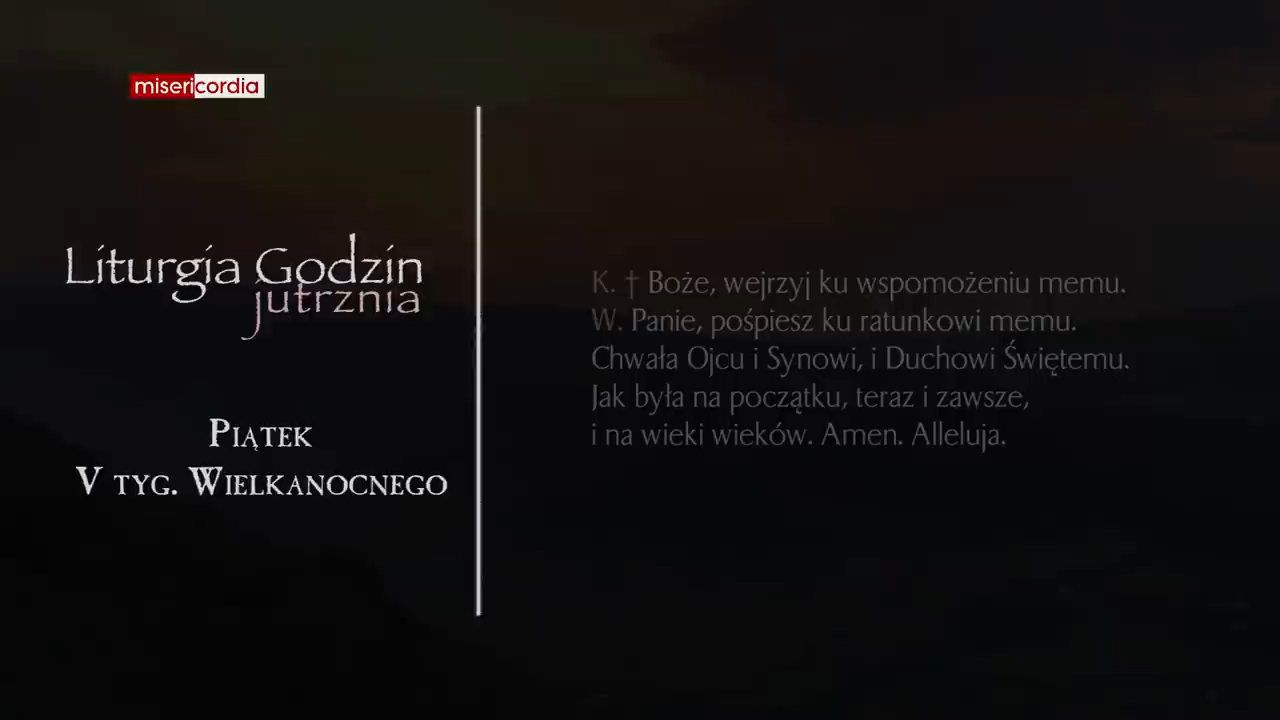 misericordia
Liturgia Godzin
jutrznia
Piątek
V tyg. Wielkanocnego
K. † Boże, wejrzyj ku wspomożeniu memu.
W. Panie, pośpiesz ku ratunkowi memu.
Chwała Ojcu i Synowi, i Duchowi Świętemu.
Jak była na początku, teraz i zawsze,
i na wieki wieków. Amen. Alleluja.